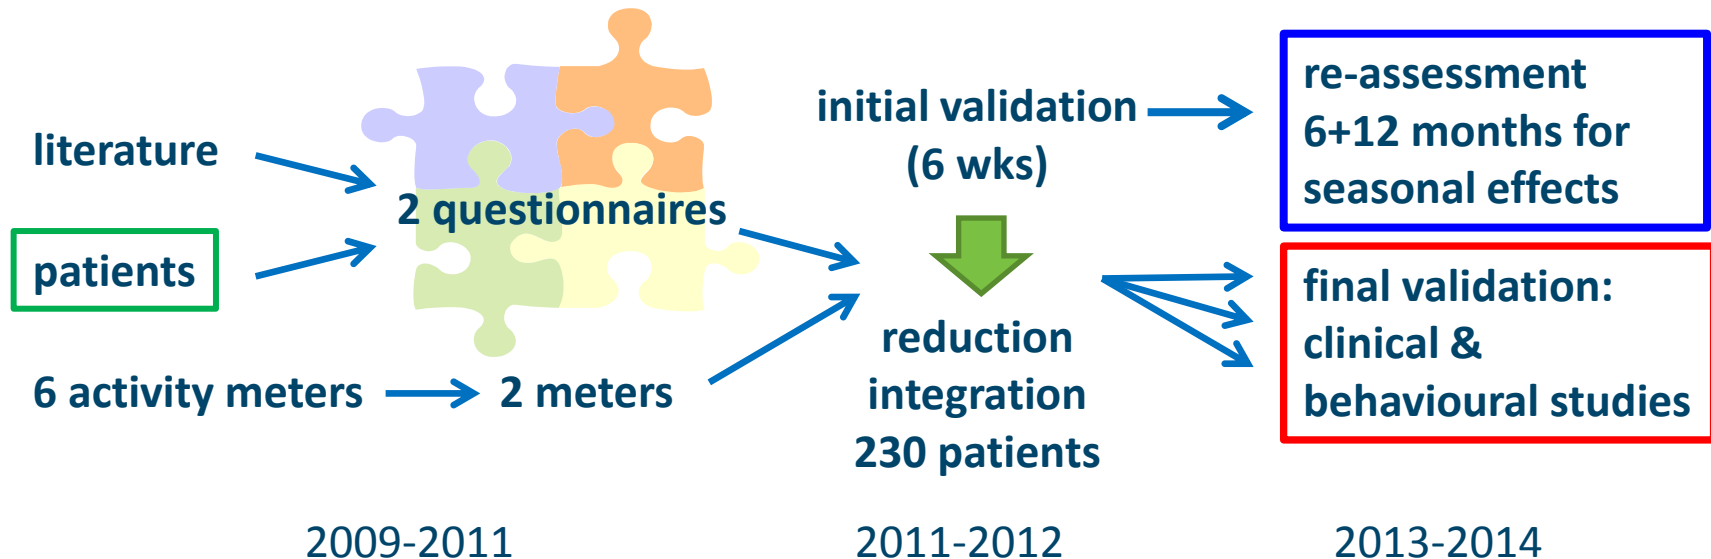 literature
patients
2 questionnaires
6 activity meters
2 meters
initial validation
(6 wks)
reduction
integration
230 patients
re-assessment
6+12 months for
seasonal effects
final validation:
clinical &
behavioural studies
2009-2011
2011-2012
2013-2014